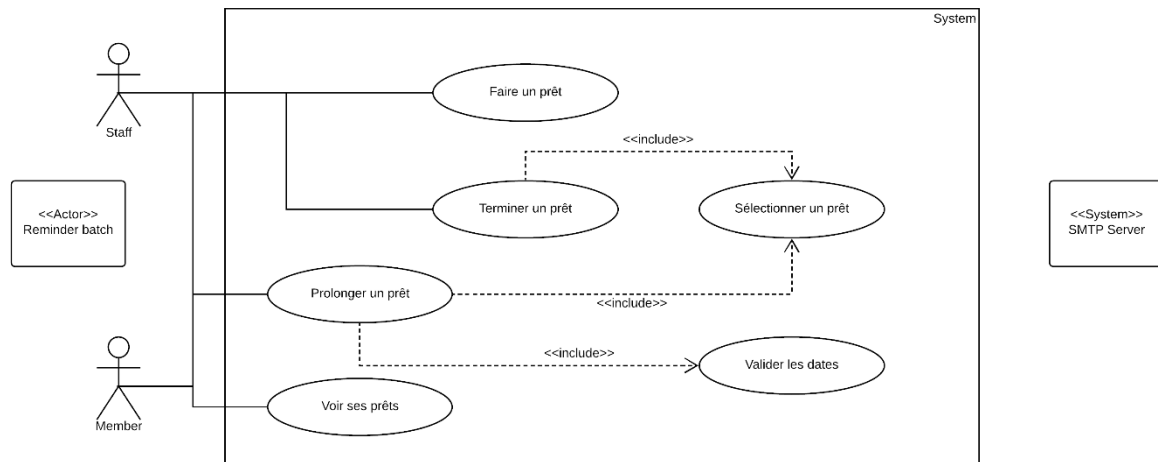 System
Faire un prêt
Staff
<<include>>
<<Actor>>
Reminder batch
Terminer un prêt
Sélectionner un prêt
<<System>>
SMTP Server
Prolonger un prêt
<<include>>
<<include>>
Valider les dates
Voir ses prêts
Member